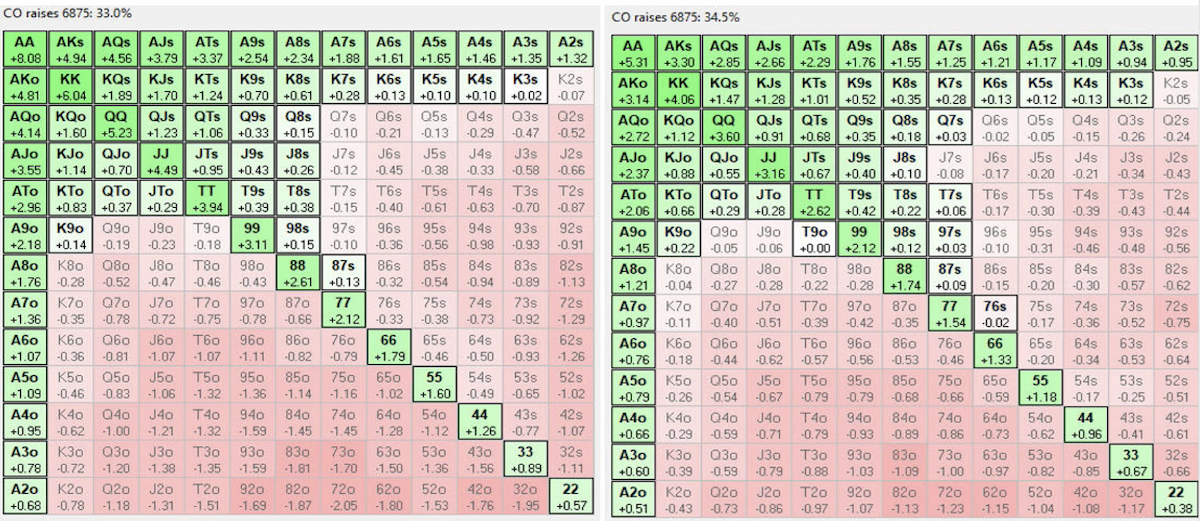 CO raises 6875: 33.0%
AA AKs AQs AJs ATs A9s A8s A7s A6s A5s A4s A3s A2s
+8.08 +4.94 +4.56 +3.79 +3.37 +2.54 +2.34 +1.88 +1.61 +1.65 +1.46 +1.35 +1.32
AKo KK KQs KJs KTs K9s K8s K7s K6s K5s K4s K3s K2s
+4.81 +6.04 +1.89 +1.70 +1.24 +0.70 +0.61 +0.28 +0.13 +0.10 +0.10 +0.02 -0.07
AQo KQo QQ QJs QTs Q9s Q8s Q7s Q6s Q5s Q4s Q3s Q2s
+4.14 +1.60 +5.23 +1.23 +1.06 +0.33 +0.15 -0.10 -0.21 -0.13 -0.29 -0.47 -0.52
AJo KJo QJo JJ JTs J9s J8s J7s J6s J5s J4s J3s J2s
+3.55 +1.14 +0.70 +4.49 +0.95 +0.43 +0.26 -0.12 -0.45 -0.38 -0.33 -0.58 -0.66
ATo KTo QTo JTo TT T9s T8s T7s T6s T5s T4s T3s T2s
+2.96 +0.83 +0.37 +0.29 +3.94 +0.39 +0.38 -0.15 -0.40 -0.61 -0.63 -0.70 -0.87
A9o K9o Q9o J9o T9o 99 98s 97s 96s 95s 94s 93s 92s
+2.18 +0.14 -0.19 -0.23 -0.18 +3.11 +0.15 -0.10 -0.36 -0.56 -0.98 -0.93 -0.91
A8o K8o Q8o J8o T8o 98o 88 87s 86s 85s 84s 83s 82s
+1.76 -0.28 -0.52 -0.47 -0.46 -0.43 +2.61 +0.13 -0.32 -0.54 -0.94 -0.89 -1.13
A7o K7o Q7o J7o T7o 97o 87o 77 76s 75s 74s 73s 72s
+1.36 -0.35 -0.78 -0.72 -0.75 -0.78 -0.66 +2.12 -0.33 -0.38 -0.73 -0.92 -1.29
A6o K6o Q6o J6o T6o 96o 86o 76o 66 65s 64s 63s 62s
+1.07 -0.36 -0.81 -1.07 -1.07 -1.11 -0.82 -0.79 +1.79 -0.46 -0.50 -0.93 -1.26
A5o K5o Q5o J5o T5o 95o 85o 75o 65o 55 54s 53s 52s
+1.09 -0.46 -0.83 -1.06 -1.32 -1.36 -1.14 -1.16 -1.02 +1.60 -0.49 -0.65 -1.02
A4o K4o Q4o J4o T4o 94o 84o 74o 64o 54o 44 43s 42s
+0.95 -0.62 -1.00 -1.21 -1.32 -1.59 -1.45 -1.45 -1.28 -1.12 +1.26 -0.77 -1.07
A3o K3o Q3o J3o T3o 93o 83o 73o 63o 53o 43o 33 32s
+0.78 -0.72 -1.20 -1.38 -1.35 -1.59 -1.81 -1.70 -1.50 -1.36 -1.56 +0.89 -1.11
A2o K2o Q2o J2o T2o 92o 82o 72o 62o 52o 42o 32o 22
+0.68 -0.78 -1.18 -1.31 -1.51 -1.69 -1.87 -2.05 -1.80 -1.53 -1.76 -1.95 +0.57
CO raises 6875: 34.5%
AA AKs AQs AJs ATs A9s A8s A7s A6s A5s A4s A3s A2s
+5.31 +3.30 +2.85 +2.66 +2.29 +1.76 +1.55 +1.25 +1.21 +1.17 +1.09 +0.94 +0.95
AKo KK KQs KJs KTs K9s K8s K7s K6s K5s K4s K3s K2s
+3.14 +4.06 +1.47 +1.28 +1.01 +0.52 +0.35 +0.28 +0.13 +0.12 +0.13 +0.12 -0.05
AQo KQo QQ QJs QTs Q9s Q8s Q7s Q6s Q5s Q4s Q3s Q2s
+2.72 +1.12 +3.60 +0.91 +0.68 +0.35 +0.18 +0.03 -0.02 -0.05 -0.15 -0.26 -0.24
AJo KJo QJo JJ JTs J9s J8s J7s J6s J5s J4s J3s J2s
+2.37 +0.88 +0.55 +3.16 +0.67 +0.40 +0.10 -0.08 -0.17 -0.20 -0.21 -0.34 -0.43
ATo KTo QTo JTo TT T9s T8s T7s T6s T5s T4s T3s T2s
+2.06 +0.66 +0.29 +0.28 +2.62 +0.42 +0.22 +0.06 -0.17 -0.30 -0.39 -0.43 -0.44
A9o K9o Q9o J9o T9o 99 98s 97s 96s 95s 94s 93s 92s
+1.45 +0.22 -0.05 -0.06 +0.00 +2.12 +0.12 +0.03 -0.10 -0.31 -0.46 -0.48 -0.56
A8o K8o Q8o J8o T8o 98o 88 87s 86s 85s 84s 83s 82s
+1.21 -0.04 -0.27 -0.28 -0.22 -0.28 +1.74 +0.09 -0.15 -0.20 -0.30 -0.57 -0.62
A7o K7o Q7o J7o T7o 97o 87o 77 76s 75s 74s 73s 72s
+0.97 -0.11 -0.40 -0.51 -0.39 -0.42 -0.35 +1.54 -0.02 -0.17 -0.36 -0.52 -0.75
A6o K6o Q6o J6o T6o 96o 86o 76o 66 65s 64s 63s 62s
+0.76 -0.18 -0.44 -0.62 -0.57 -0.56 -0.53 -0.46 +1.33 -0.20 -0.34 -0.53 -0.64
A5o K5o Q5o J5o T5o 95o 85o 75o 65o 55 54s 53s 52s
+0.79 -0.26 -0.54 -0.67 -0.79 -0.79 -0.68 -0.66 -0.59 +1.18 -0.17 -0.25 -0.51
A4o K4o Q4o J4o T4o 94o 84o 74o 64o 54o 44 43s 42s
+0.66 -0.29 -0.59 -0.71 -0.79 -0.93 -0.89 -0.86 -0.73 -0.62 +0.96 -0.41 -0.61
A3o K3o Q3o J3o T3o 93o 83o 73o 63o 53o 43o 33 32s
+0.60 -0.39 -0.59 -0.79 -0.88 -1.03 -1.09 -1.00 -0.97 -0.82 -0.85 +0.67 -0.66
A2o K2o Q2o J2o T2o 92o 82o 72o 62o 52o 42o 32o 22
+0.51 -0.43 -0.73 -0.86 -0.97 -1.07 -1.13 -1.23 -1.15 -1.04 -1.08 -1.17 +0.38